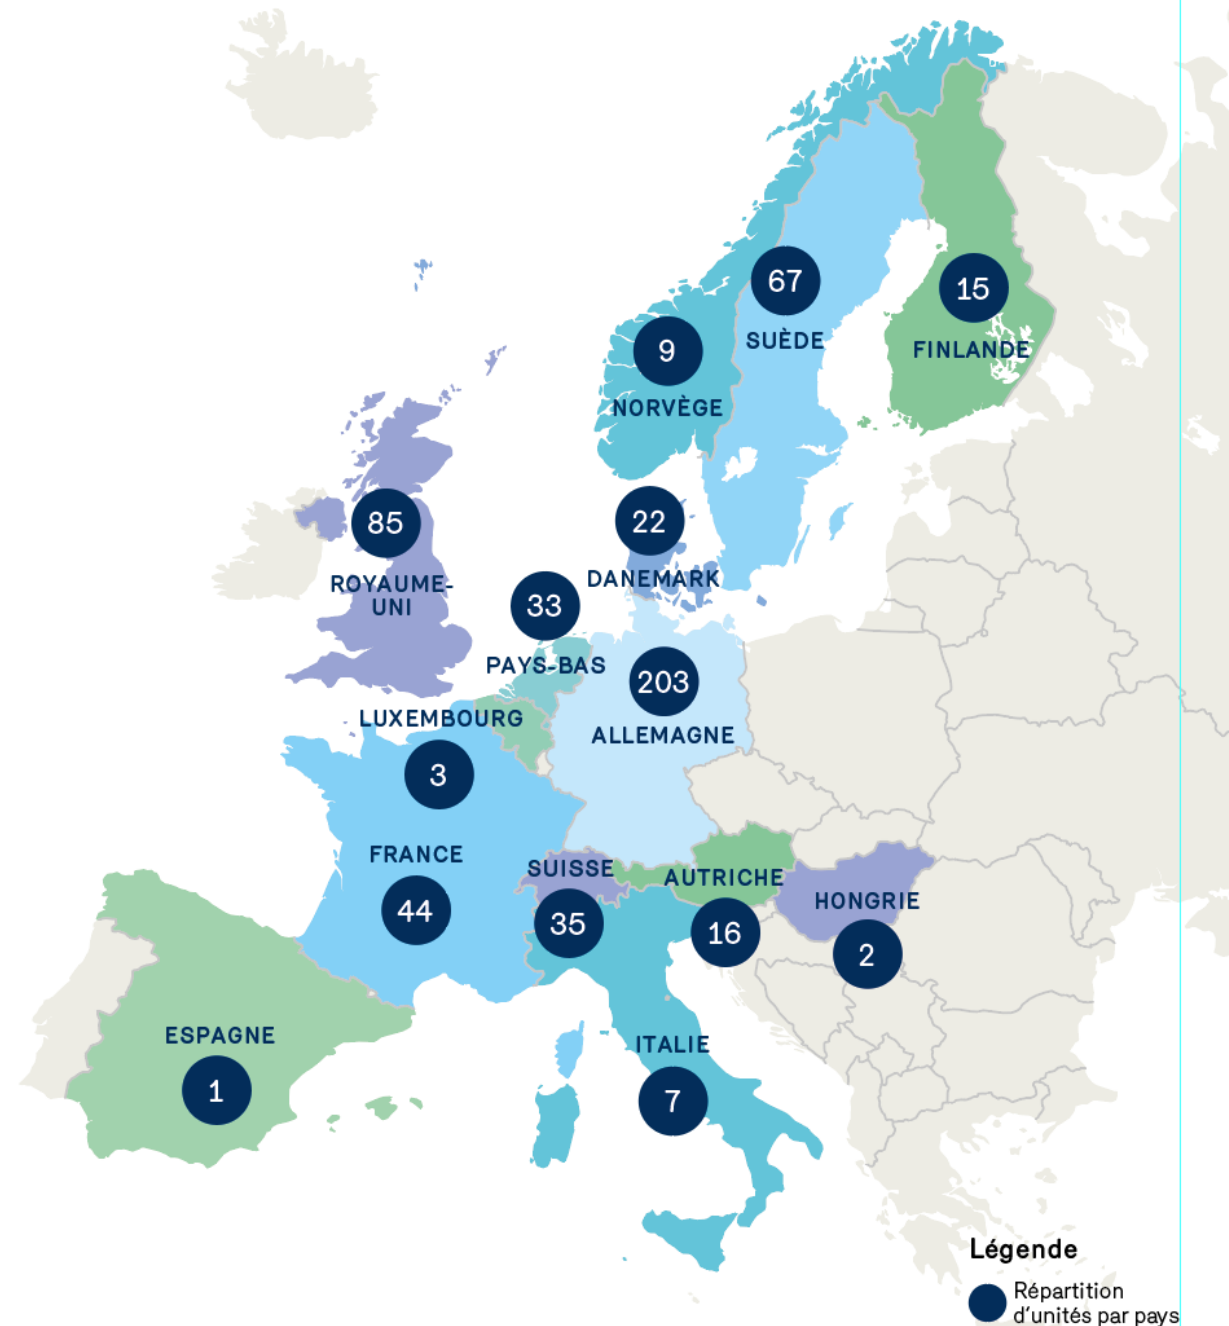 67
SUÈDE
15
FINLANDE
9
NORVÈGE
85
ROYAUME-
UNI
22
DANEMARK
33
PAYS-BAS
203
ALLEMAGNE
LUXEMBOURG
3
FRANCE
44
SUISSE
35
AUTRICHE
16
HONGRIE
2
ESPAGNE
1
ITALIE
7
Légende
Répartition
d'unités par pays